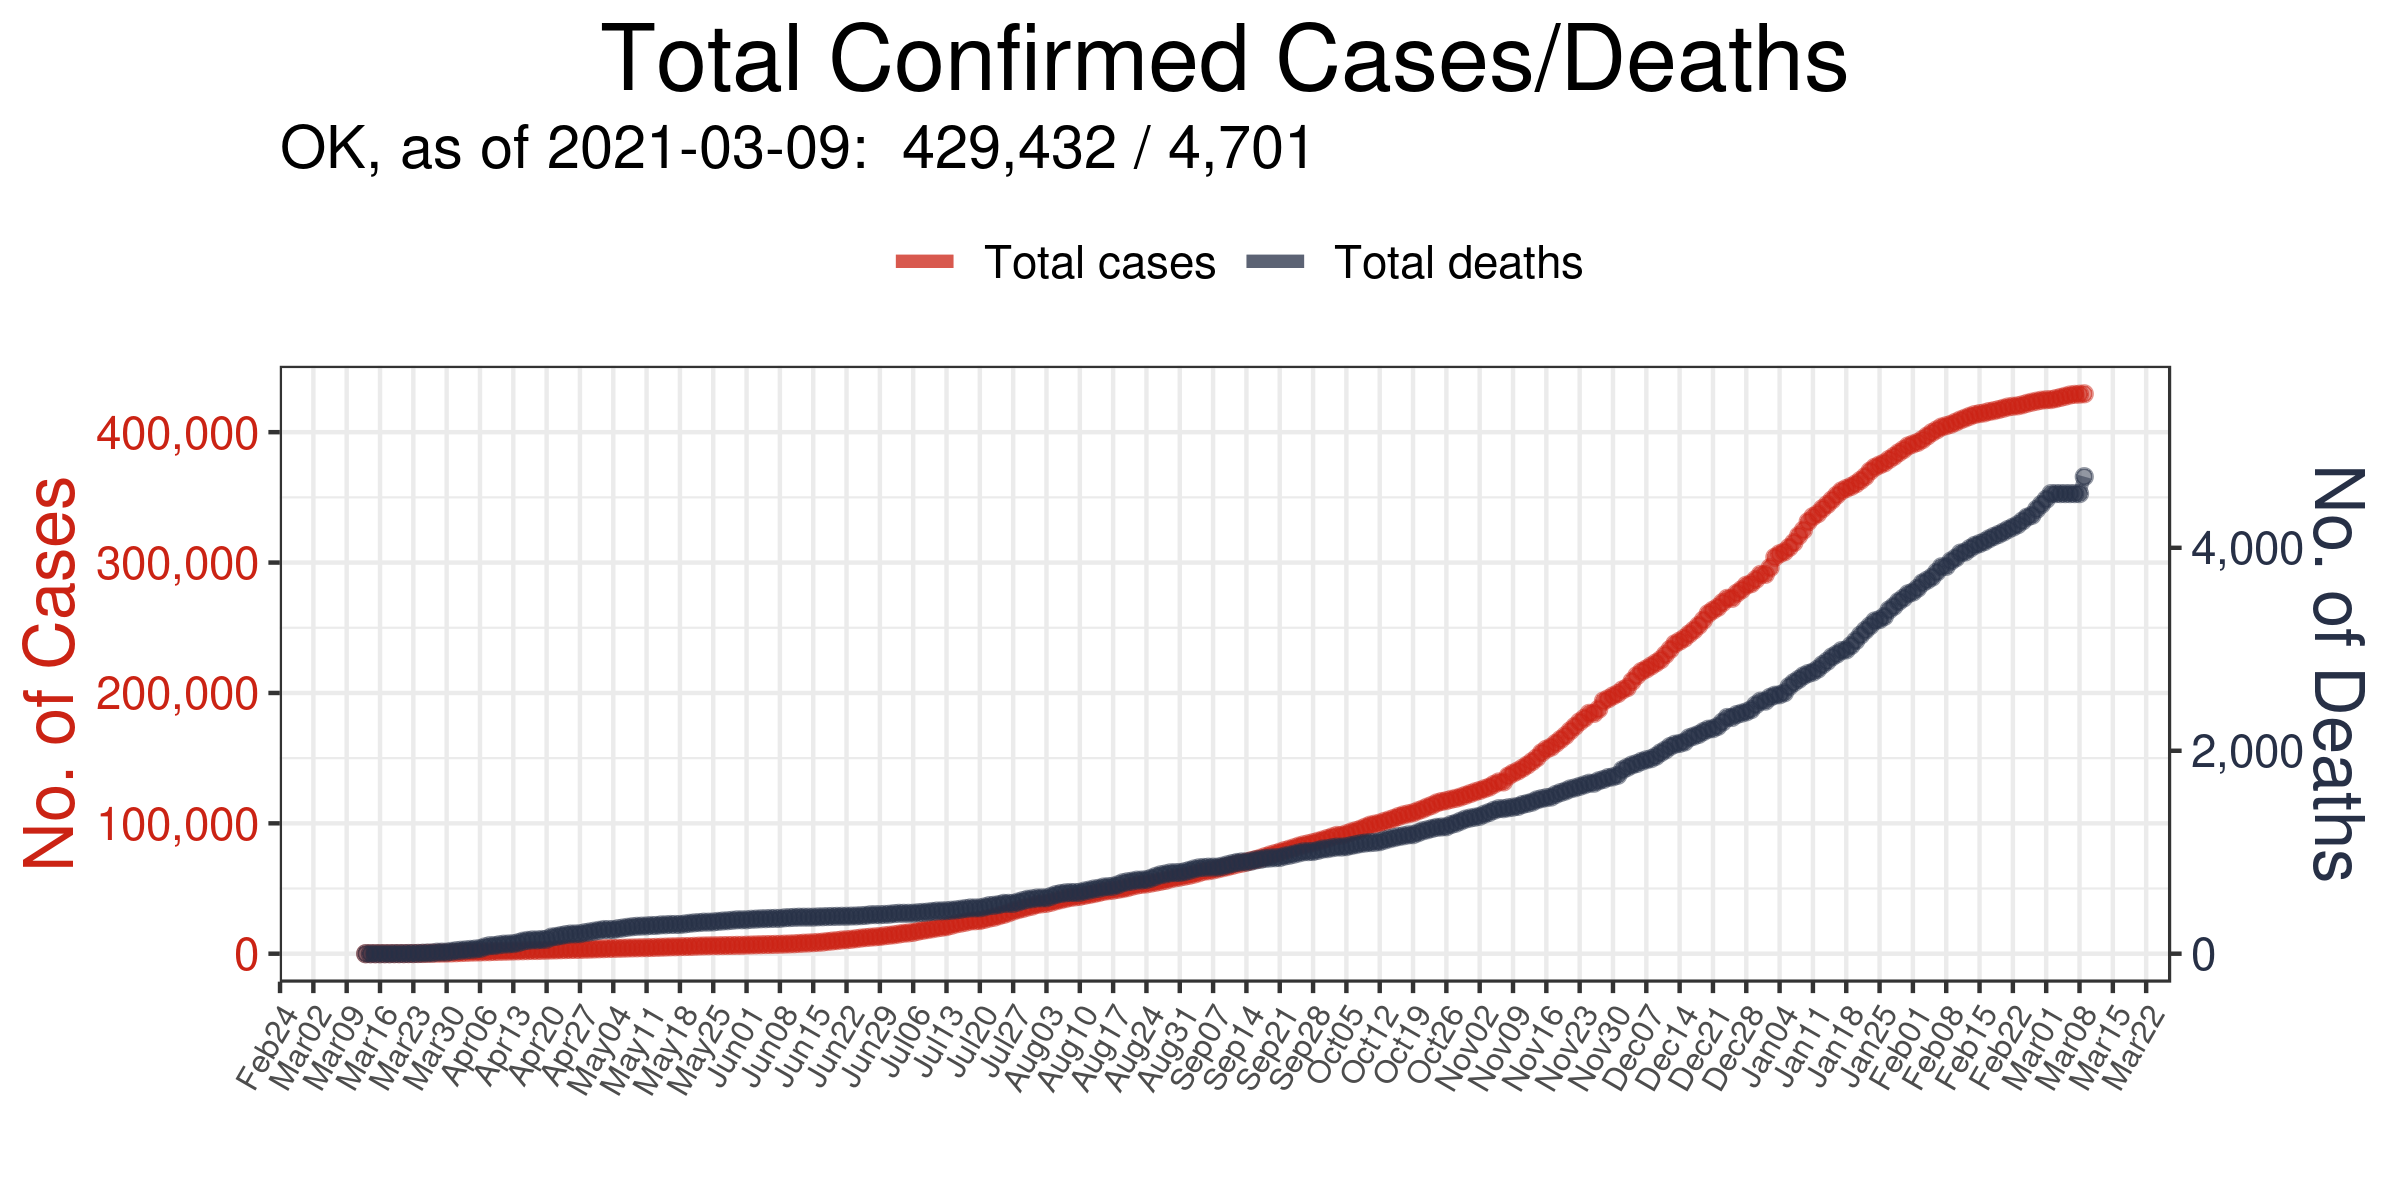 Total Confirmed Cases/Deaths
OK, as of 2021-03-09:  429,432 / 4,701
Total cases
Total deaths
No. of Cases
400,000
300,000
200,000
100,000
0
4,000
2,000
0
No. of Deaths
Feb24
Mar02
Mar09
Mar16
Mar23
Mar30
Apr06
Apr13
Apr20
Apr27
May04
May11
May18
May25
Jun01
Jun08
Jun15
Jun22
Jun29
Jul06
Jul13
Jul20
Jul27
Aug03
Aug10
Aug17
Aug24
Aug31
Sep07
Sep14
Sep21
Sep28
Oct05
Oct12
Oct19
Oct26
Nov02
Nov09
Nov16
Nov23
Nov30
Dec07
Dec14
Dec21
Dec28
Jan04
Jan11
Jan18
Jan25
Feb01
Feb08
Feb15
Feb22
Mar01
Mar08
Mar15
Mar22